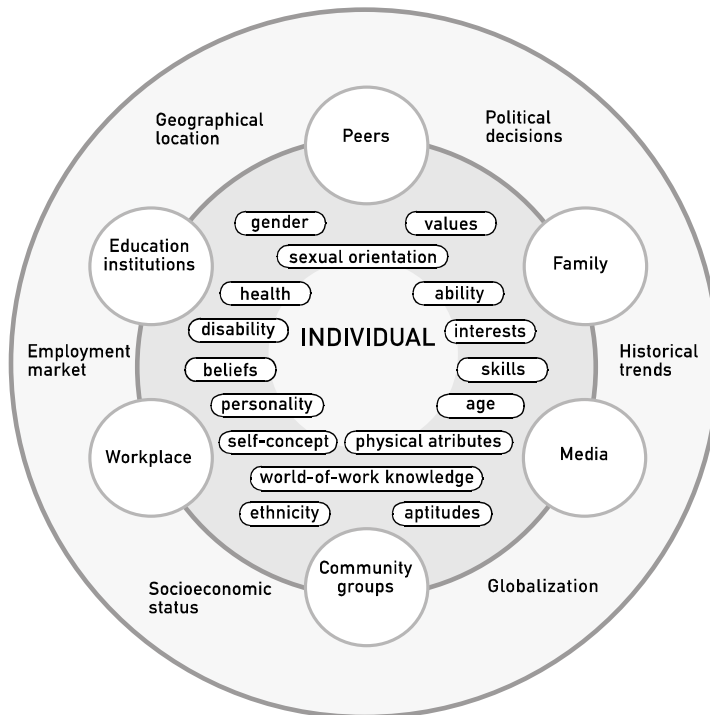 Geographical
location
Political
decisions
Peers
gender
values
Education
institutions
sexual orientation
Family
health
ability
disability
INDIVIDUAL
interests
Employment
market
Historical
trends
beliefs
skills
personality
age
self-concept
physical atributes
Workplace
Media
world-of-work knowledge
ethnicity
aptitudes
Community
groups
Socioeconomic
status
Globalization